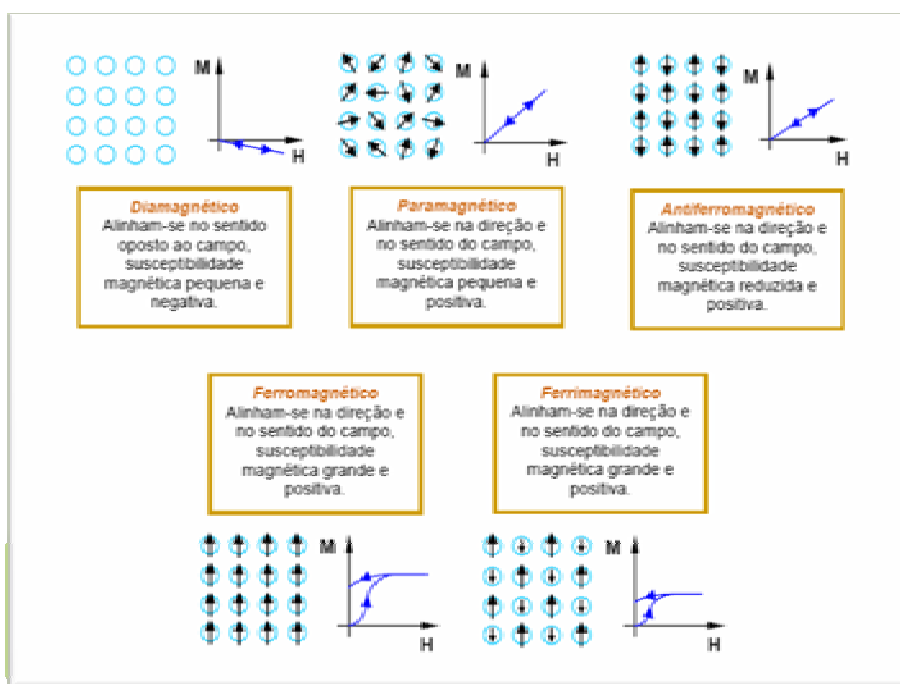 M
H
M
H
M
H
Diamagnético
Alinham-se no sentido
oposto ao campo,
susceptibilidade
magnética pequena e
negativa.
Paramagnético
Alinham-se na direção e
no sentido do campo,
susceptibilidade
magnética pequena e
positiva.
Antiferromagnético
Alinham-se na direção e
no sentido do campo,
susceptibilidade
magnética reduzida e
positiva.
Ferromagnético
Alinham-se na direção e
no sentido do campo,
susceptibilidade
magnética grande e
positiva.
Ferrimagnético
Alinham-se na direção e
no sentido do campo,
susceptibilidade
magnética grande e
positiva.
M
H
M
H